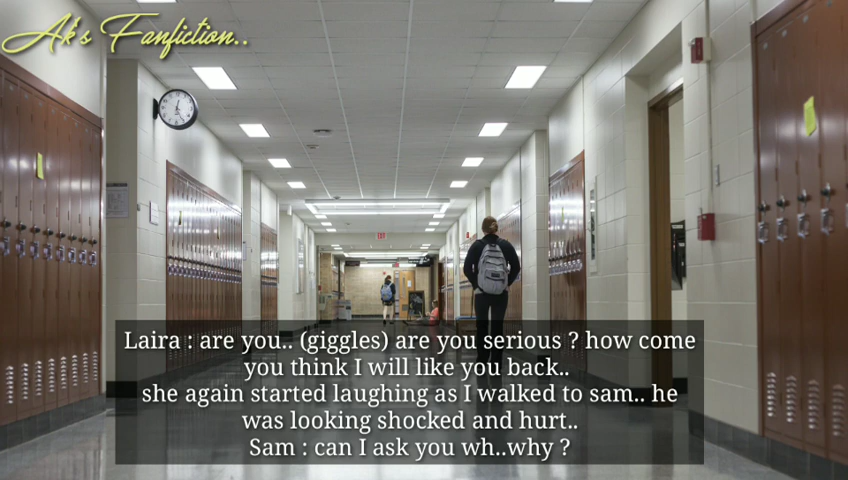 Ak's Fanfiction..
Laira : are you.. (giggles) are you serious ? how come
you think I will like you back..
she again started laughing as I walked to sam.. he
was looking shocked and hurt..
Sam : can I ask you wh..why ?